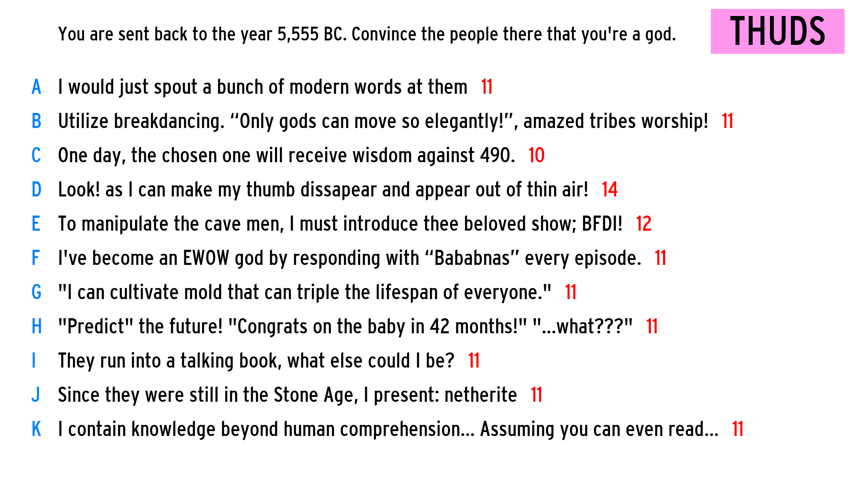 You are sent back to the year 5,555 BC. Convince the people there that you're a god.
THUDS
A I would just spout a bunch of modern words at them 11
B Utilize breakdancing. “Only gods can move so elegantly!”, amazed tribes worship! 11
C One day, the chosen one will receive wisdom against 490. 10
D Look! as I can make my thumb dissapear and appear out of thin air! 14
E To manipulate the cave men, I must introduce thee beloved show; BFDI! 12
F I've become an EWOW god by responding with “Bababnas” every episode. 11
G "I can cultivate mold that can triple the lifespan of everyone." 11
H "Predict" the future! "Congrats on the baby in 42 months!" "...what???" 11
I They run into a talking book, what else could I be? 11
J Since they were still in the Stone Age, I present: netherite 11
K I contain knowledge beyond human comprehension... Assuming you can even read... 11